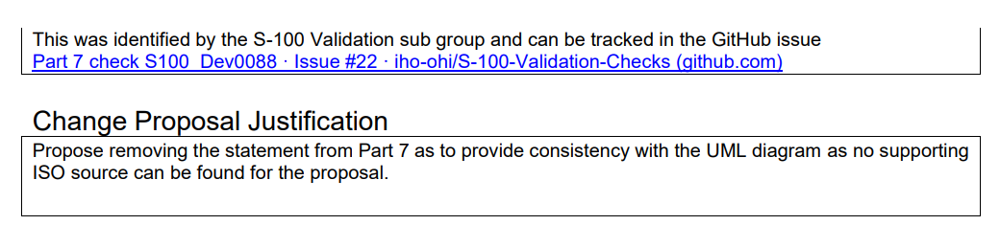 This was identified by the S-100 Validation sub group and can be tracked in the GitHub issue
Part 7 check S100_Dev0088 · Issue #22 · iho-ohi/S-100-Validation-Checks (github.com)
Change Proposal Justification
Propose removing the statement from Part 7 as to provide consistency with the UML diagram as no supporting
ISO source can be found for the proposal.